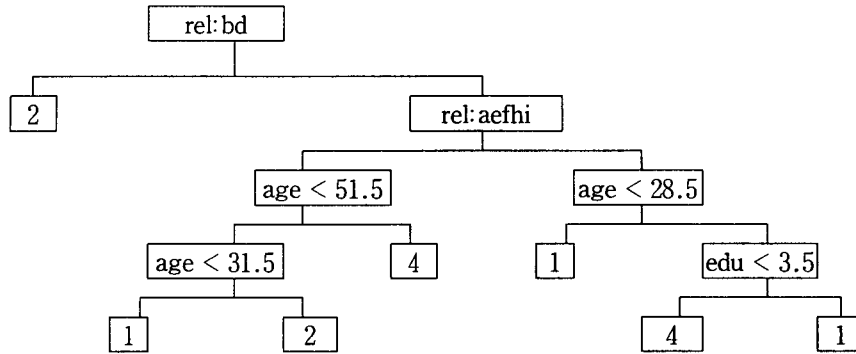 rel:bd
2
rel:aefhi
age < 51.5
age < 28.5
age < 31.5
4
1
edu < 3.5
1
2
4
1